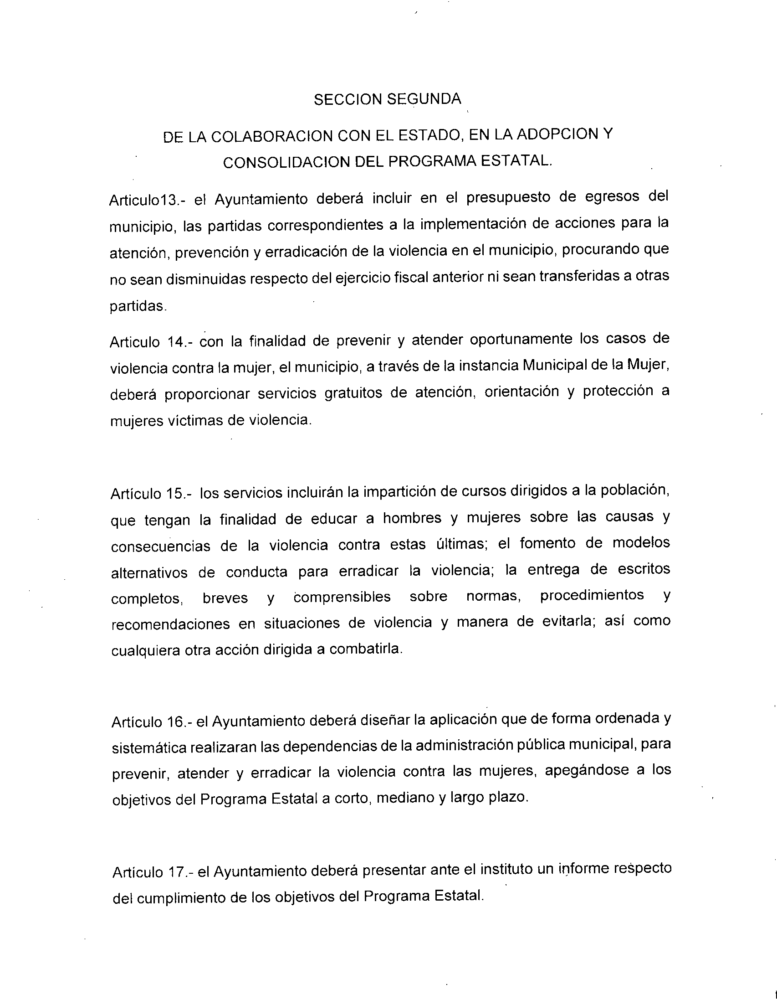 SECCION SEGUNDA
DE LA COLABORACION CON EL ESTADO, EN LA ADOPCION Y
CONSOLIDACION DEL PROGRAMA ESTATAL.
Articulo13.- el Ayuntamiento deberá incluir en el presupuesto de egresos del
municipio, las partidas correspondientes a la implementación de acciones para la
atención, prevención y erradicación de la violencia en el municipio, procurando que
no sean disminuidas respecto del ejercicio fiscal anterior ni sean transferidas a otras
partidas.
Articulo 14.- con la finalidad de prevenir y atender oportunamente los casos de
violencia contra la mujer, el municipio, a través de la instancia Municipal de la Mujer,
deberá proporcionar servicios gratuitos de atención, orientación y protección a
mujeres víctimas de violencia.
Artículo 15.- los servicios incluirán la impartición de cursos dirigidos a la población,
que tengan la finalidad de educar a hombres y mujeres sobre las causas y
consecuencias de la violencia contra estas últimas; el fomento de modelos
alternativos de conducta para erradicar la violencia; la entrega de escritos
completos, breves y comprensibles sobre normas, procedimientos y
recomendaciones en situaciones de violencia y manera de evitarla; así como
cualquiera otra acción dirigida a combatirla.
Artículo 16.- el Ayuntamiento deberá diseñar la aplicación que de forma ordenada y
sistemática realizaran las dependencias de la administración pública municipal, para
prevenir, atender y erradicar la violencia contra las mujeres, apegándose a los
objetivos del Programa Estatal a corto, mediano y largo plazo.
Artículo 17.- el Ayuntamiento deberá presentar ante el instituto un informe respecto
del cumplimiento de los objetivos del Programa Estatal.